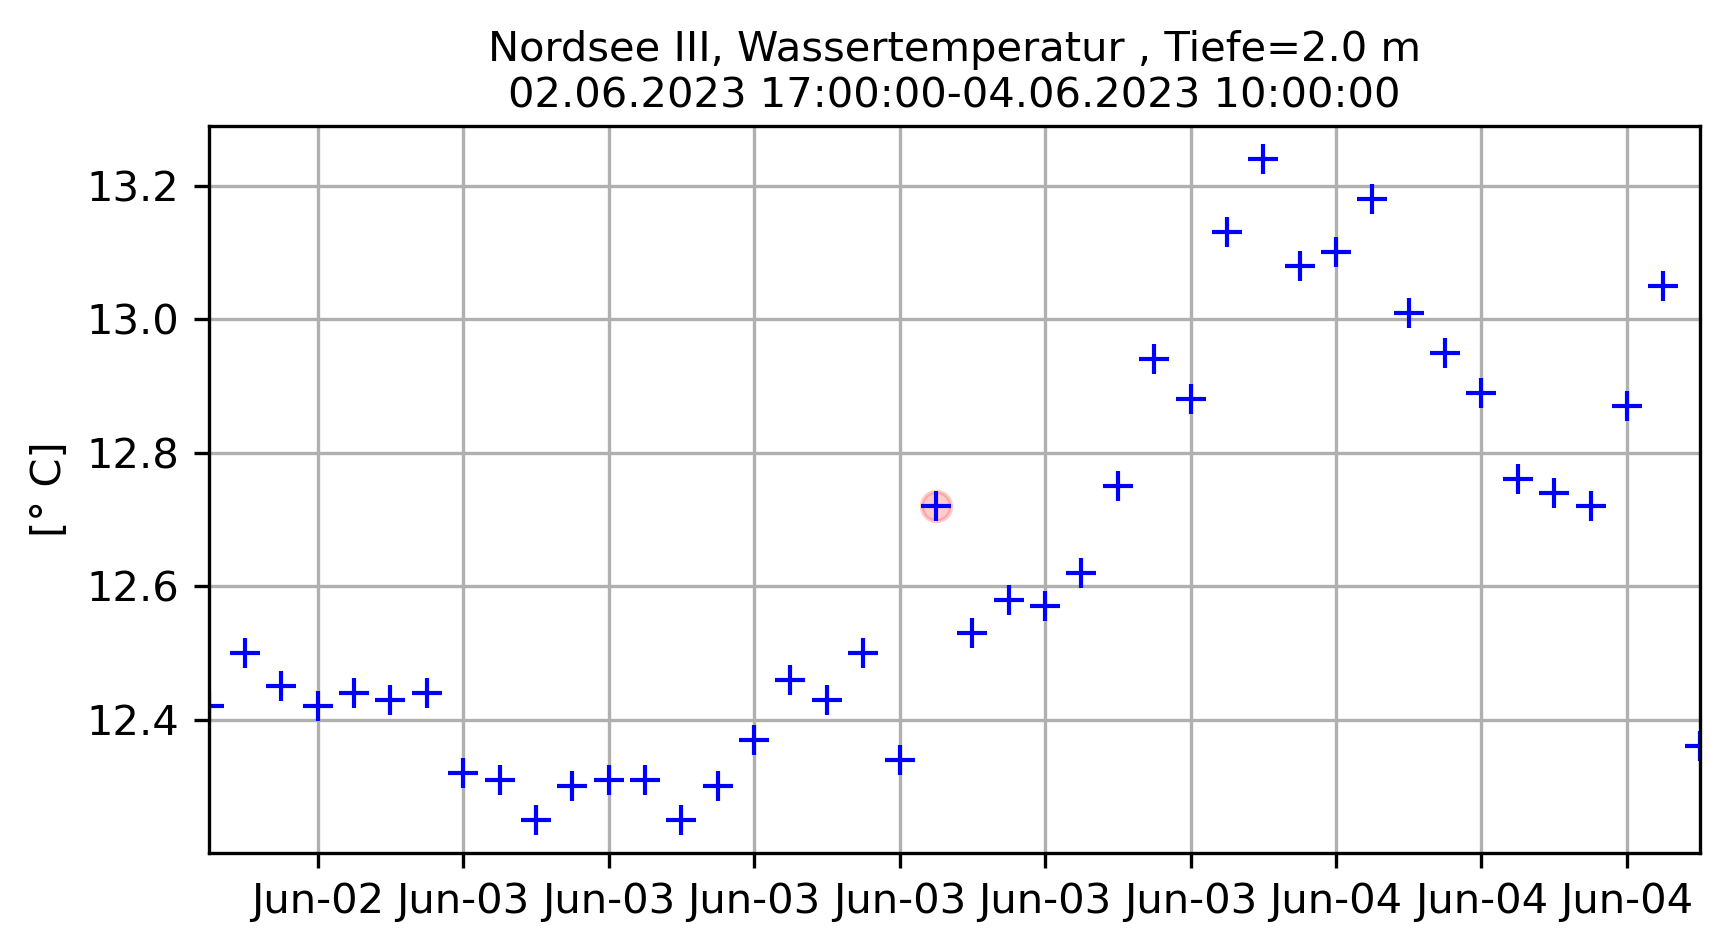 Nordsee III, Wassertemperatur , Tiefe=2.0 m
02.06.2023 17:00:00-04.06.2023 10:00:00
13.2
13.0
12.8
12.6
12.4
[° C]
Jun-02 Jun-03 Jun-03 Jun-03 Jun-03 Jun-03 Jun-03 Jun-04 Jun-04 Jun-04